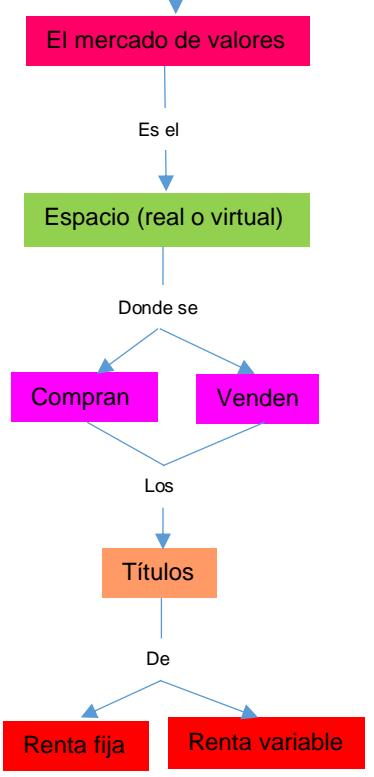 El mercado de valores
Es el
Espacio (real o virtual)
Donde se
Compran
Venden
Los
Títulos
De
Renta fija
Renta variable